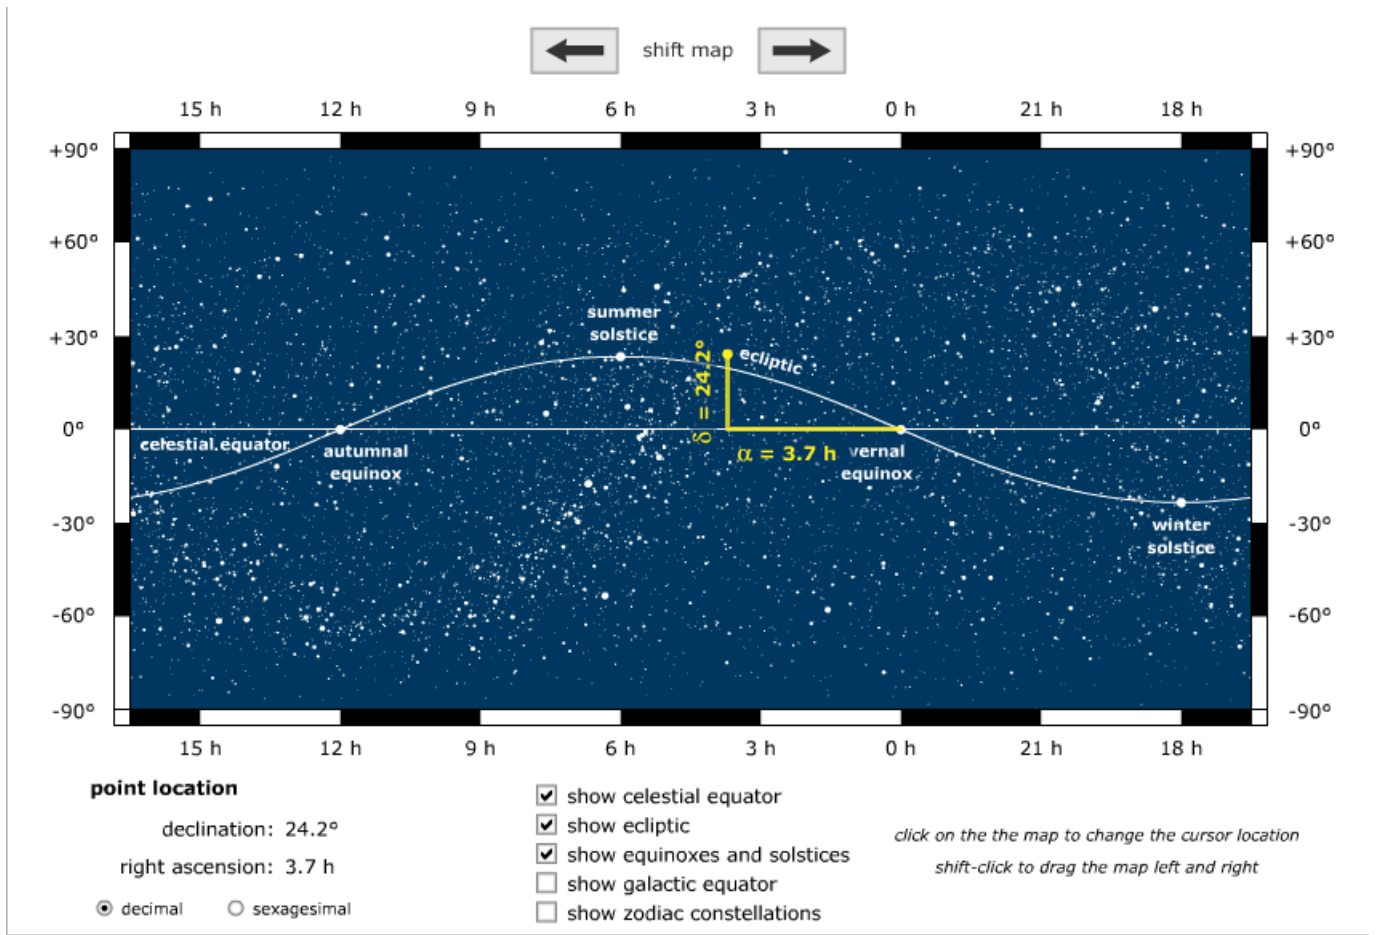 shift map
15 h 12 h 9 h 6 h 3 h 0 h 21 h 18 h
+90° +90°
+60° +60°
summer
solstice
+30° +30°
ecliptic
δ = 24.2°
0° 0°
celestial equator
autumnal
equinox
α = 3.7 h
vernal
equinox
-30° -30°
winter
solstice
-60° -60°
-90° -90°
15 h 12 h 9 h 6 h 3 h 0 h 21 h 18 h
point location
declination: 24.2°
right ascension: 3.7 h
decimal sexagesimal
show celestial equator
show ecliptic
show equinoxes and solstices
show galactic equator
show zodiac constellations
click on the the map to change the cursor location
shift-click to drag the map left and right